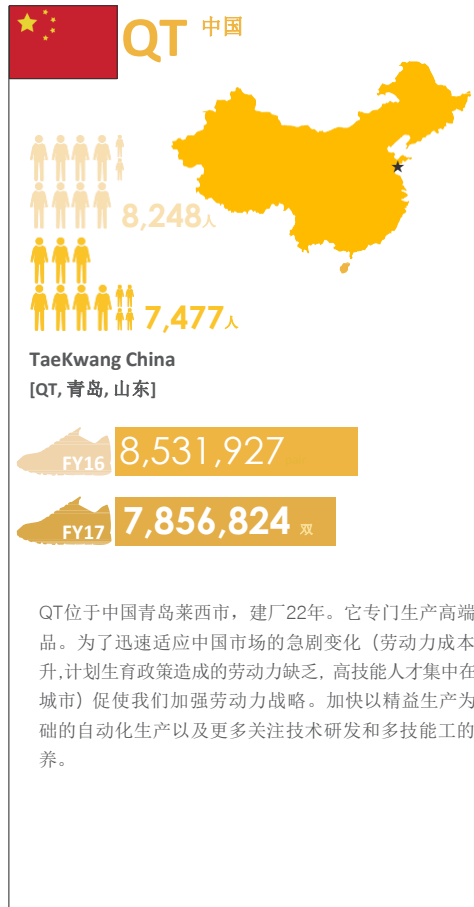 QT 中国
8,248人
7,477人
TaeKwang China
[QT, 青岛, 山东]
FY16 8,531,927
FY17 7,856,824 双
QT位于中国青岛莱西市，建厂22年。它专门生产高端
品。为了迅速适应中国市场的急剧变化（劳动力成本
升,计划生育政策造成的劳动力缺乏, 高技能人才集中在
城市）促使我们加强劳动力战略。加快以精益生产为
础的自动化生产以及更多关注技术研发和多技能工的
养。